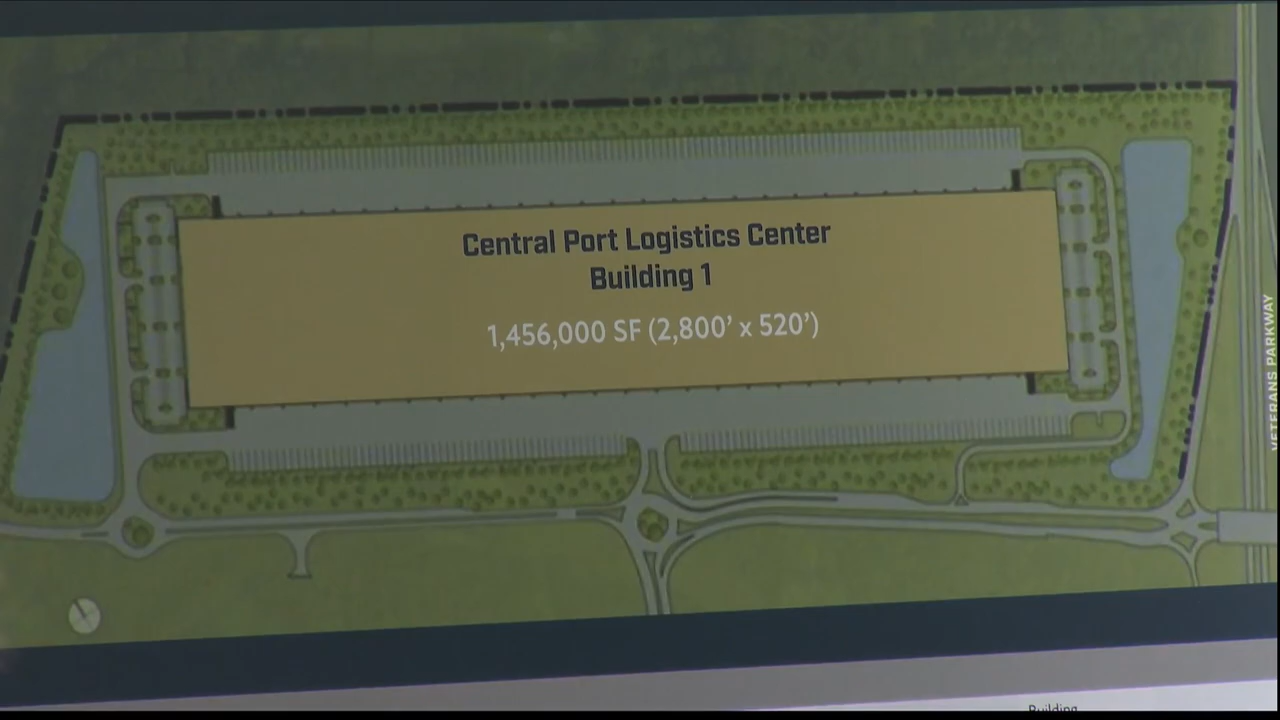 Central Port Logistics Center
Building 1
1,456,000 SF (2,800' x 520')
VETERANS PARKWAY
Building